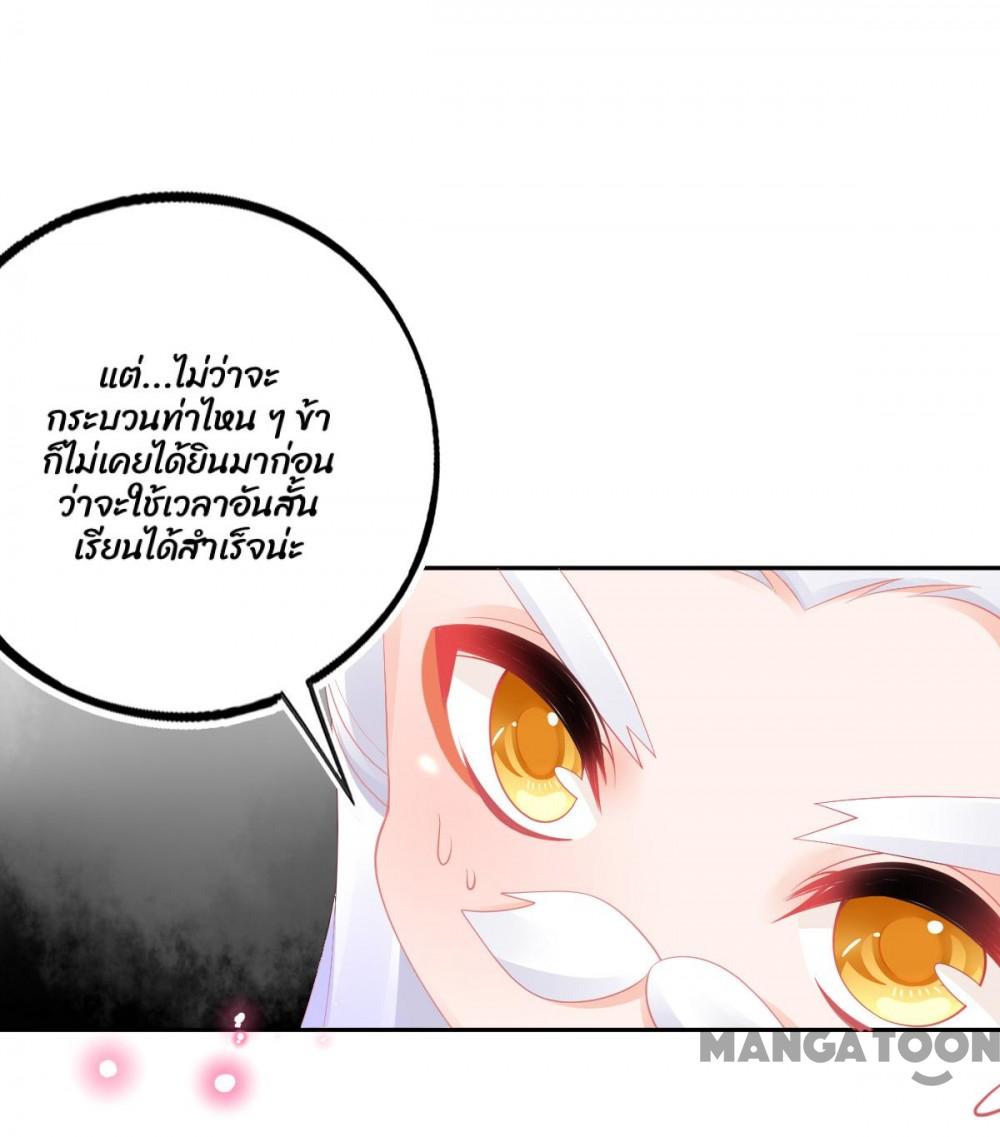 แต่...ไม่ว่าจะ
กระบวนท่าไหน ๆ ข้า
ก็ไม่เคยได้ยินมาก่อน
ว่าจะใช้เวลาอันสั้น
เรียนได้สำเร็จน่ะ
MANGATOON